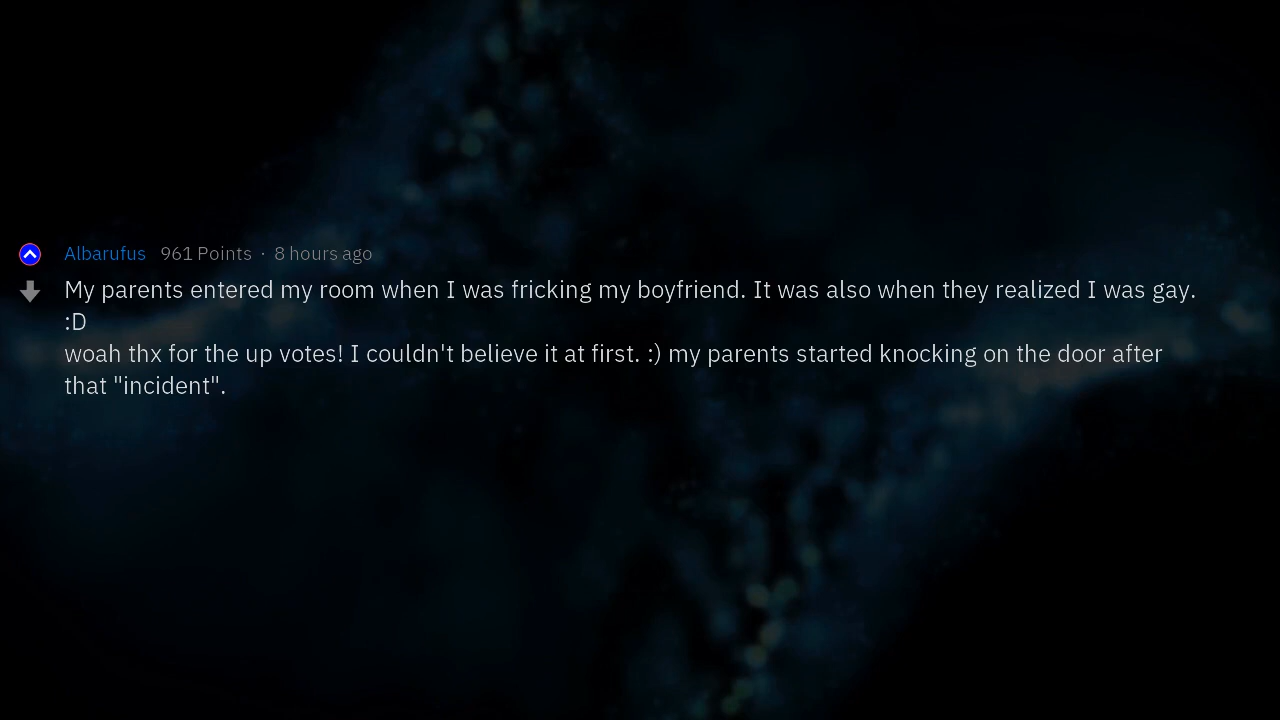 Albarufus 961 Points · 8 hours ago
My parents entered my room when I was fricking my boyfriend. It was also when they realized I was gay.
:D
woah thx for the up votes! I couldn't believe it at first. :) my parents started knocking on the door after
that "incident".